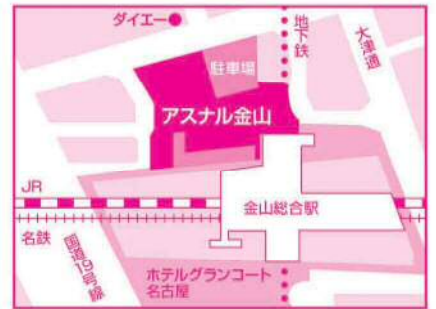 ダイエー
地下鉄
大津通
駐車場
アスナル金山
JR
金山総合駅
名鉄
国道19号線
ホテルグランコート
名古屋